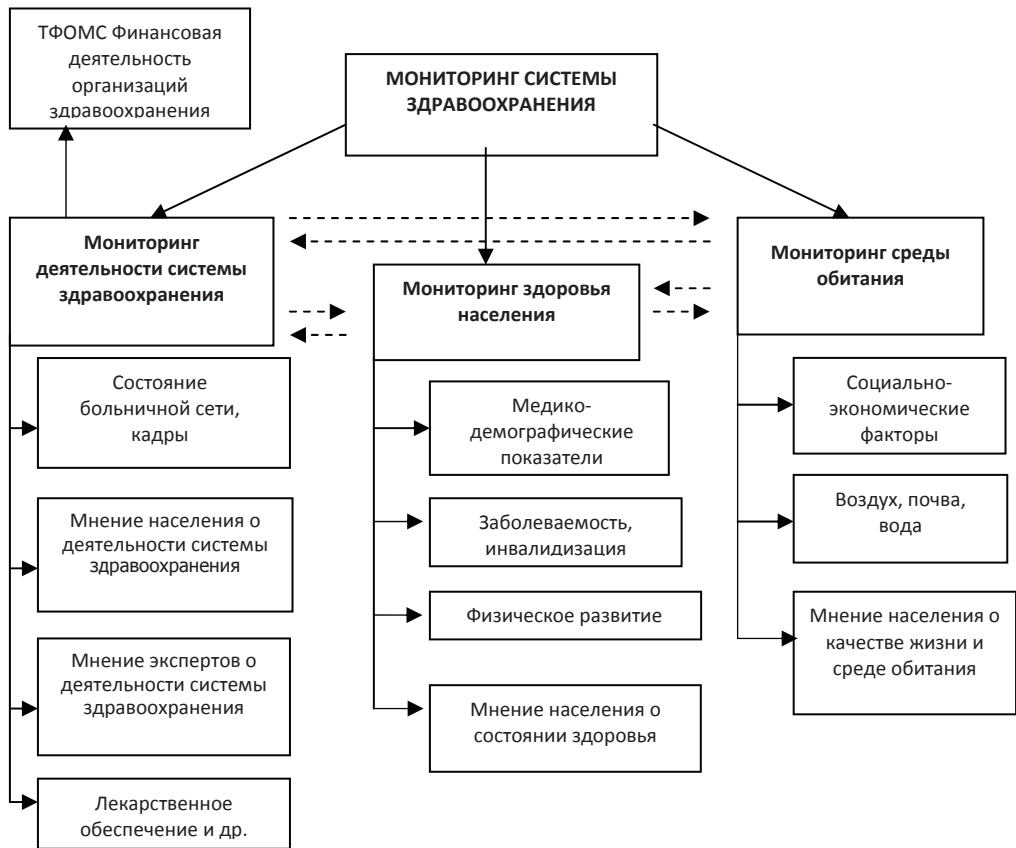 ТФОМС Финансовая
деятельность
организаций
здравоохранения
МОНИТОРИНГ СИСТЕМЫ
ЗДРАВООХРАНЕНИЯ
Мониторинг
деятельности системы
здравоохранения
Мониторинг здоровья
населения
Мониторинг среды
обитания
Состояние
больничной сети,
кадры
Мнение населения о
деятельности системы
здравоохранения
Мнение экспертов о
деятельности системы
здравоохранения
Лекарственное
обеспечение и др.
Медико-
демографические
показатели
Заболеваемость,
инвалидизация
Физическое развитие
Мнение населения о
состоянии здоровья
Социально-
экономические
факторы
Воздух, почва,
вода
Мнение населения о
качестве жизни и
среде обитания